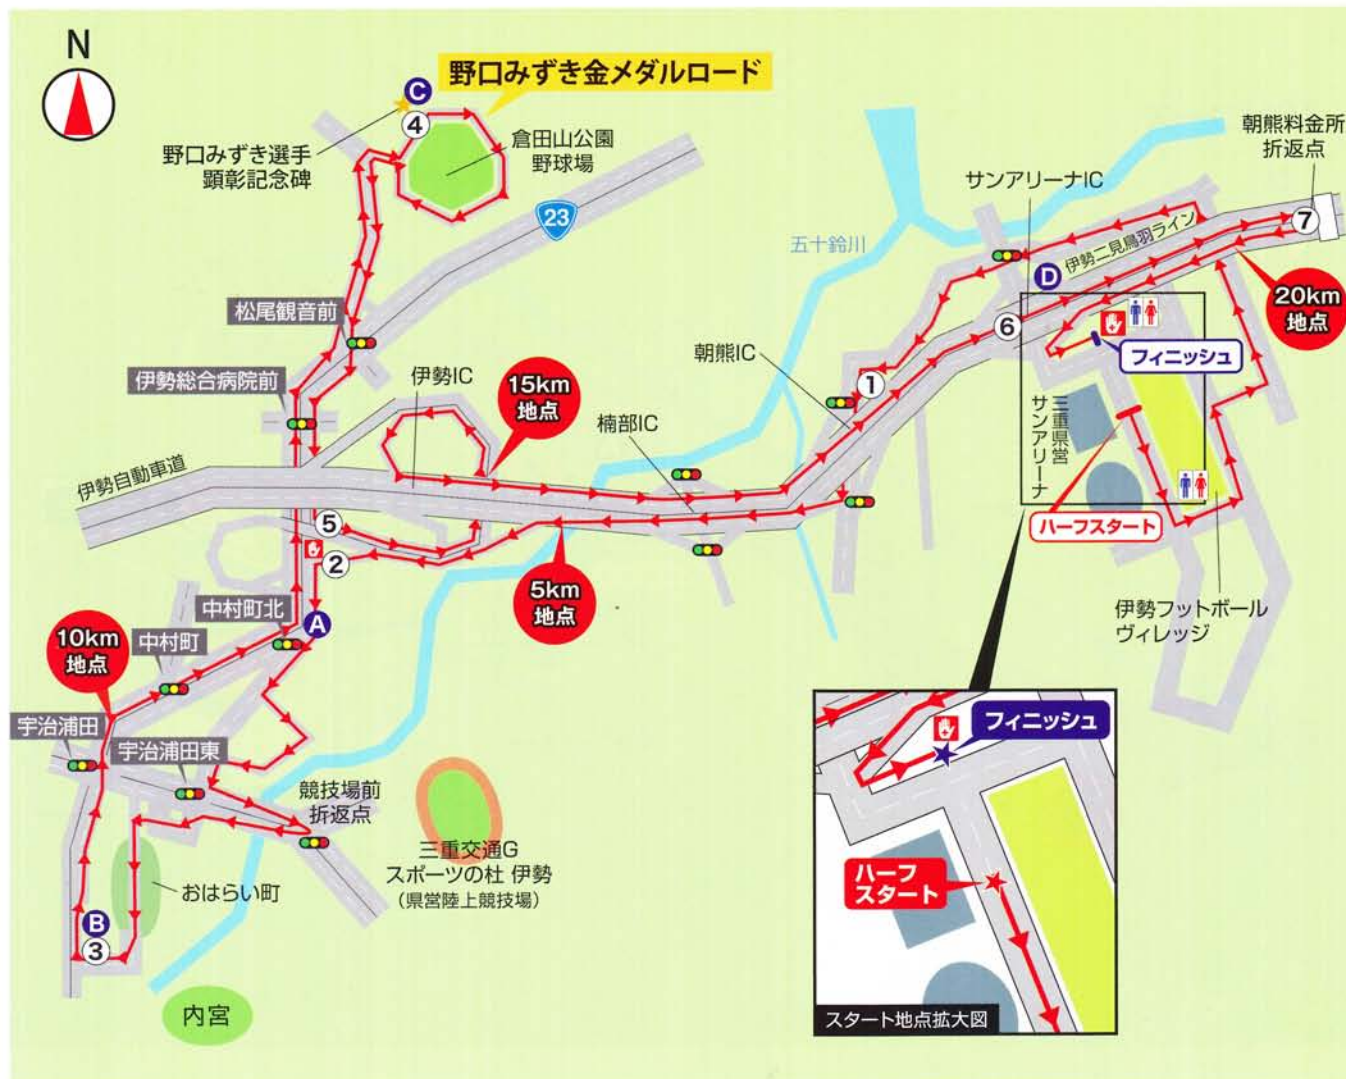 N
C
野口みずき金メダルロード
4
野口みずき選手
顕彰記念碑
倉田山公園
野球場
23
朝熊料金所
折返点
サンアリーナIC
7
伊勢二見鳥羽ライン
五十鈴川
D
20km
地点
松尾観音前
6
フィニッシュ
朝熊IC
伊勢総合病院前
伊勢IC
15km
地点
1
三重県営
サンアリーナ
楠部IC
伊勢自動車道
5
ハーフスタート
2
5km
地点
中村町北
A
伊勢フットボール
ヴィレッジ
10km
地点
中村町
宇治浦田
宇治浦田東
競技場前
折返点
三重交通G
スポーツの杜 伊勢
(県営陸上競技場)
おはらい町
B
3
内宮
フィニッシュ
ハーフ
スタート
スタート地点拡大図